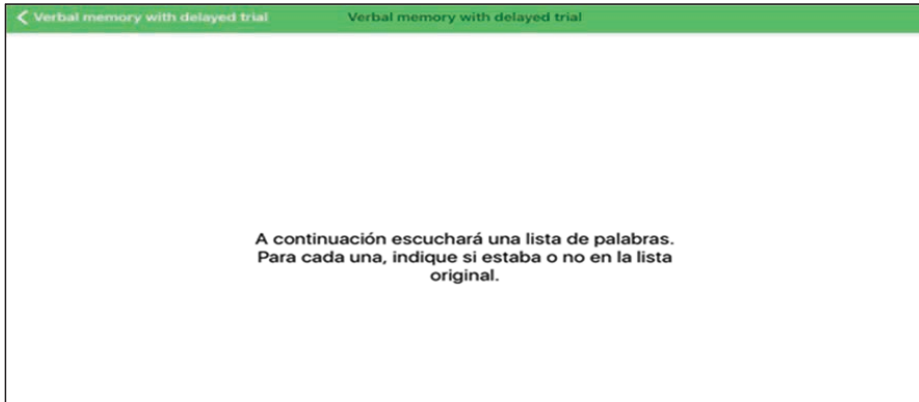 Verbal memory with delayed trial Verbal memory with delayed trial
A continuación escuchará una lista de palabras.
Para cada una, indique si estaba o no en la lista
original.